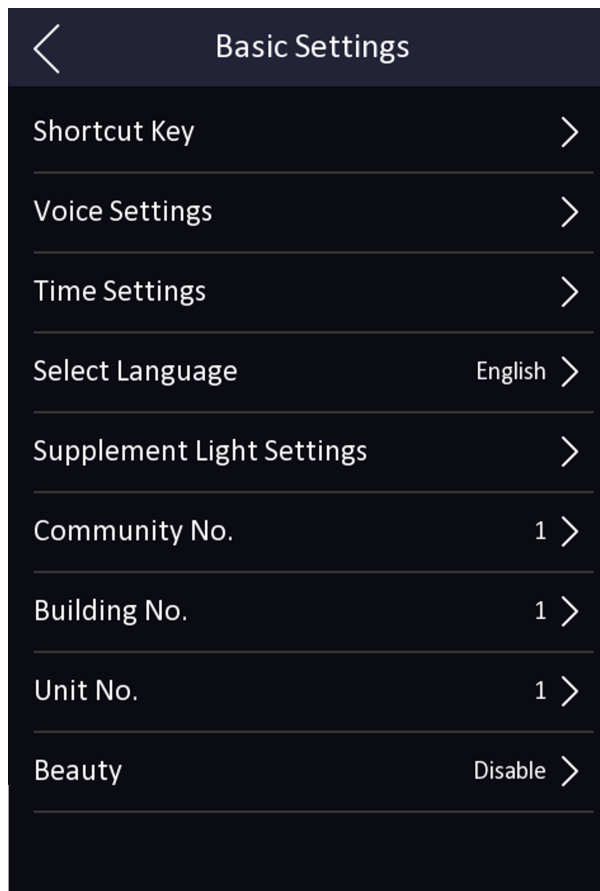 Basic Settings
Shortcut Key
Voice Settings
Time Settings
Select Language English
Supplement Light Settings
Community No. 1
Building No. 1
Unit No. 1
Beauty Disable